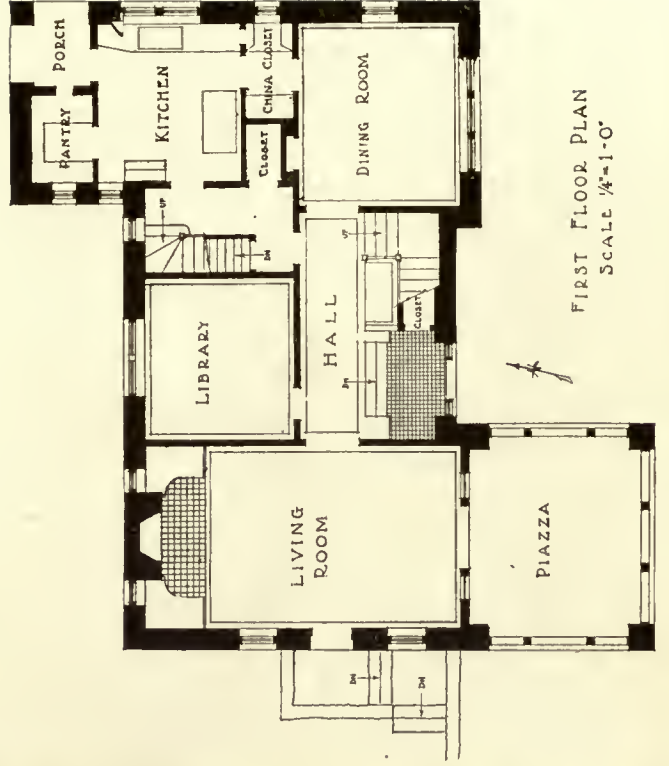 PORCH
PANTRY
KITCHEN
CHINA CLOSET
CLOSET
DINING ROOM
UP
DN
UP
LIBRARY
HALL
CLOSET
DN
LIVING
ROOM
PIAZZA
DN
DN
FIRST FLOOR PLAN
SCALE 1/4"=1-0"